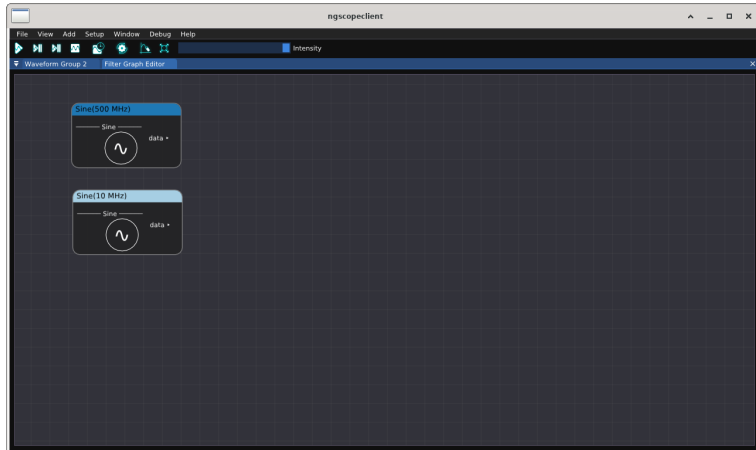 ngscopeclient
File View Add Setup Window Debug Help
Intensity
Waveform Group 2 Filter Graph Editor
Sine(500 MHz)
Sine
data
Sine(10 MHz)
Sine
data